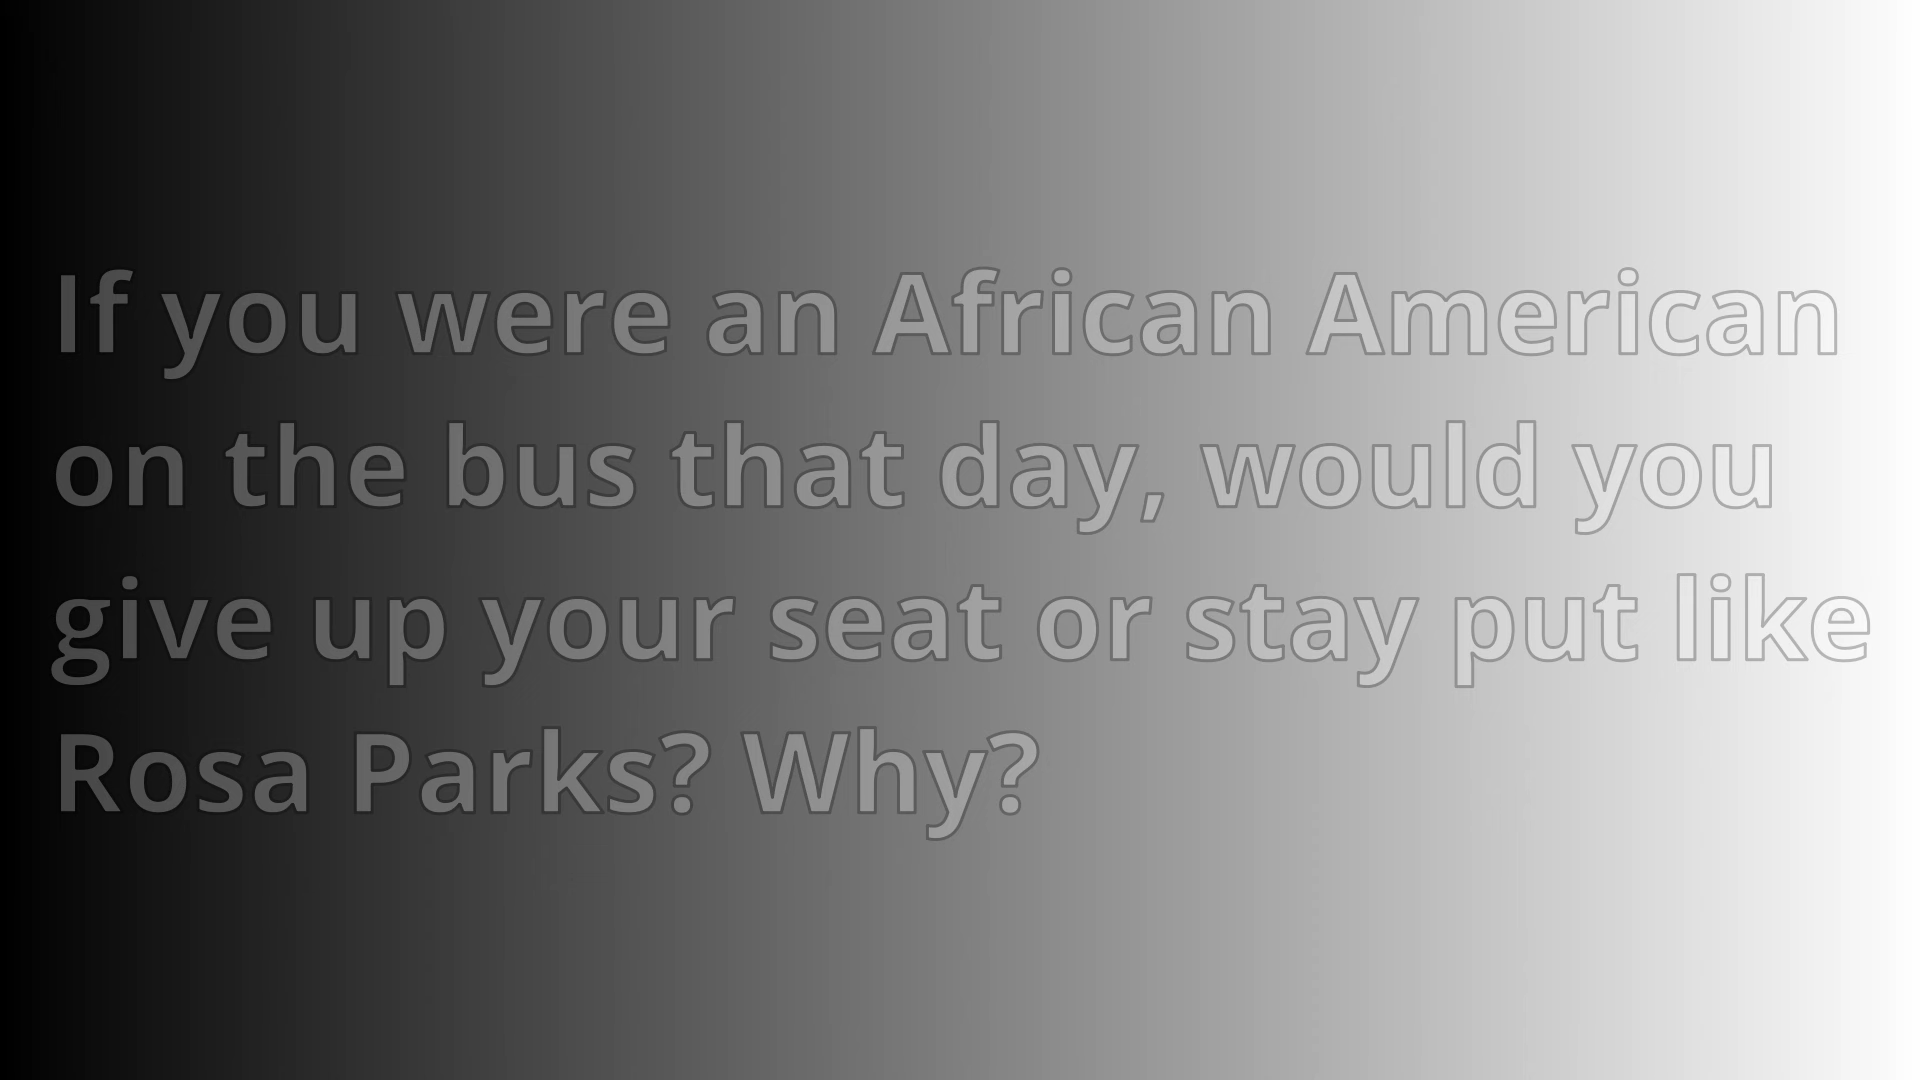 If you were an African American
on the bus that day, would you
give up your seat or stay put like
Rosa Parks? Why?